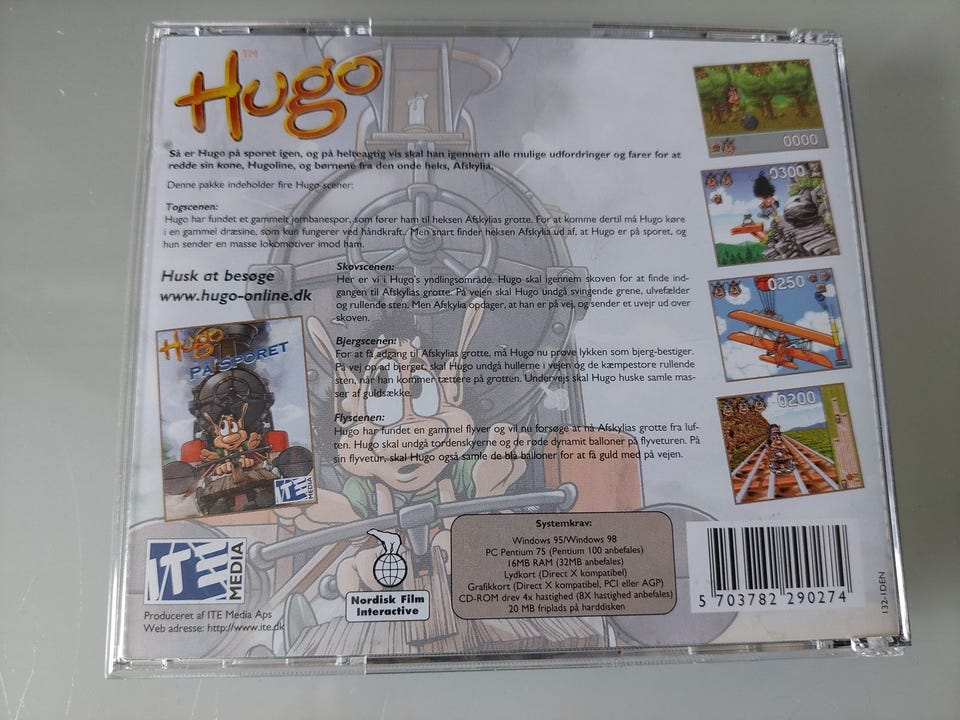 Hugo™
Så er Hugo på sporet igen, og på helteagtig vis skal han igennem alle mulige udfordringer og farer for at
redde sin kone, Hugoline, og børnene fra den onde heks, Afskylia.
Denne pakke indeholder fire Hugo scener:
Togscenen:
Hugo har fundet et gammelt jernbanespor, som fører ham til heksen Afskylias grotte. For at komme dertil må Hugo køre
i en gammel dræsine, som kun fungerer ved håndkraft. Men snart finder heksen Afskylia ud af, at Hugo er på sporet, og
hun sender en masse lokomotiver imod ham.
Husk at besøge
www.hugo-online.dk
Skovscenen:
Her er vi i Hugo's yndlingsområde. Hugo skal igennem skoven for at finde ind-
gangen til Afskylias grotte. På vejen skal Hugo undgå svingende grene, ulvefælder
og rullende sten. Men Afskylia opdager, at han er på vej, og sender et uvejr ud over
skoven.
Bjergscenen:
For at få adgang til Afskylias grotte, må Hugo nu prøve lykken som bjerg-bestiger.
På vej op ad bjerget, skal Hugo undgå hullerne i vejen og de kæmpestore rullende
sten, når han kommer tættere på grotten. Undervejs skal Hugo huske samle mas-
ser af guldsække.
Flyscenen:
Hugo har fundet en gammel flyver og vil nu forsøge at nå Afskylias grotte fra luf-
ten. Hugo skal undgå tordenskyerne og de røde dynamit balloner på flyveturen. På
sin flyvetur, skal Hugo også samle de blå balloner for at få guld med på vejen.
0000
0300
0250
0200
Hugo
PÅ SPORET
ITE MEDIA
ITE MEDIA
Produceret af ITE Media Aps
Web adresse: http://www.ite.dk
Nordisk Film
Interactive
Systemkrav:
Windows 95/Windows 98
PC Pentium 75 (Pentium 100 anbefales)
16MB RAM (32MB anbefales)
Lydkort (Direct X kompatibel)
Grafikkort (Direct X kompatibel, PCI eller AGP)
CD-ROM drev 4x hastighed (8X hastighed anbefales)
20 MB friplads på harddisken
5 703782 290274
132-1DEN